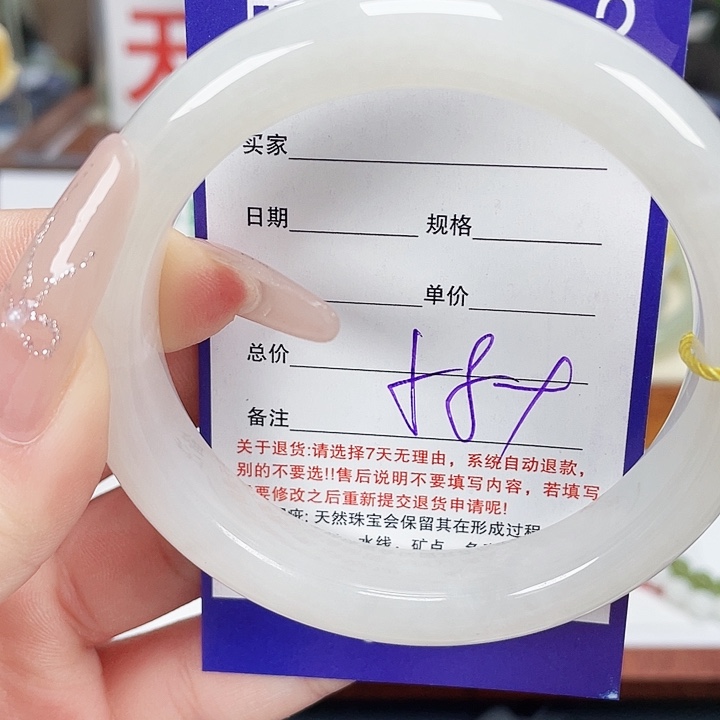 天
买家
日期 规格
单价
总价
备注
关于退货:请选择7天无理由，系统自动退款，
别的不要选!!售后说明不要填写内容，若填写
要修改之后重新提交退货申请呢!
疵: 天然珠宝会保留其在形成过程
水线、矿点